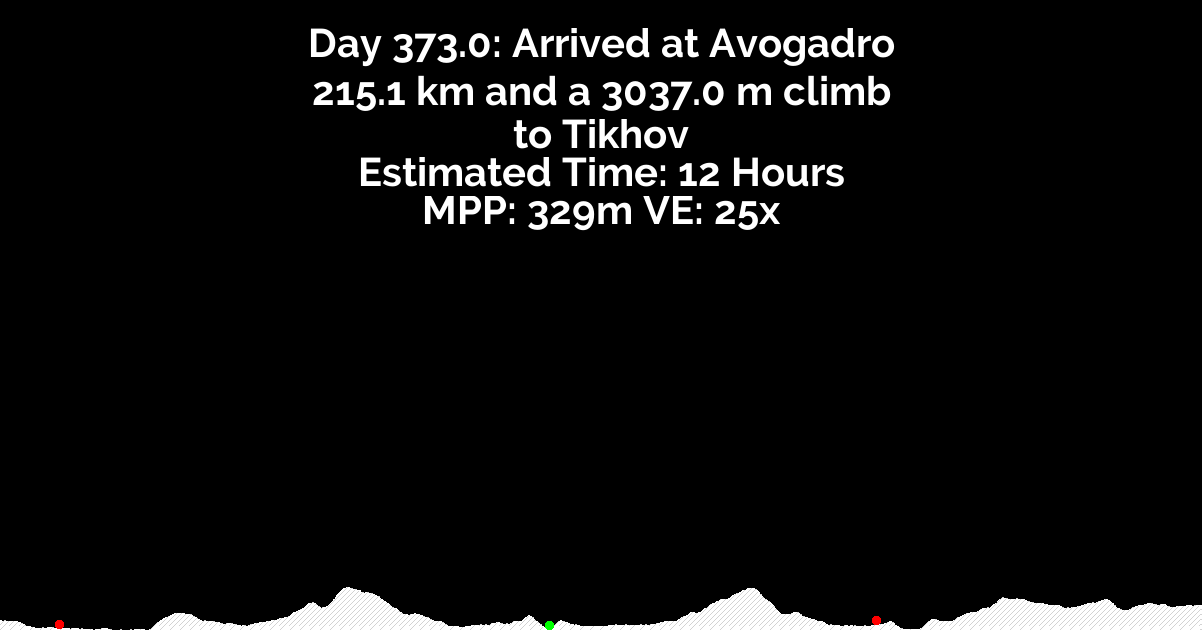 Day 373.0: Arrived at Avogadro
215.1 km and a 3037.0 m climb
to Tikhov
Estimated Time: 12 Hours
MPP: 329m VE: 25x